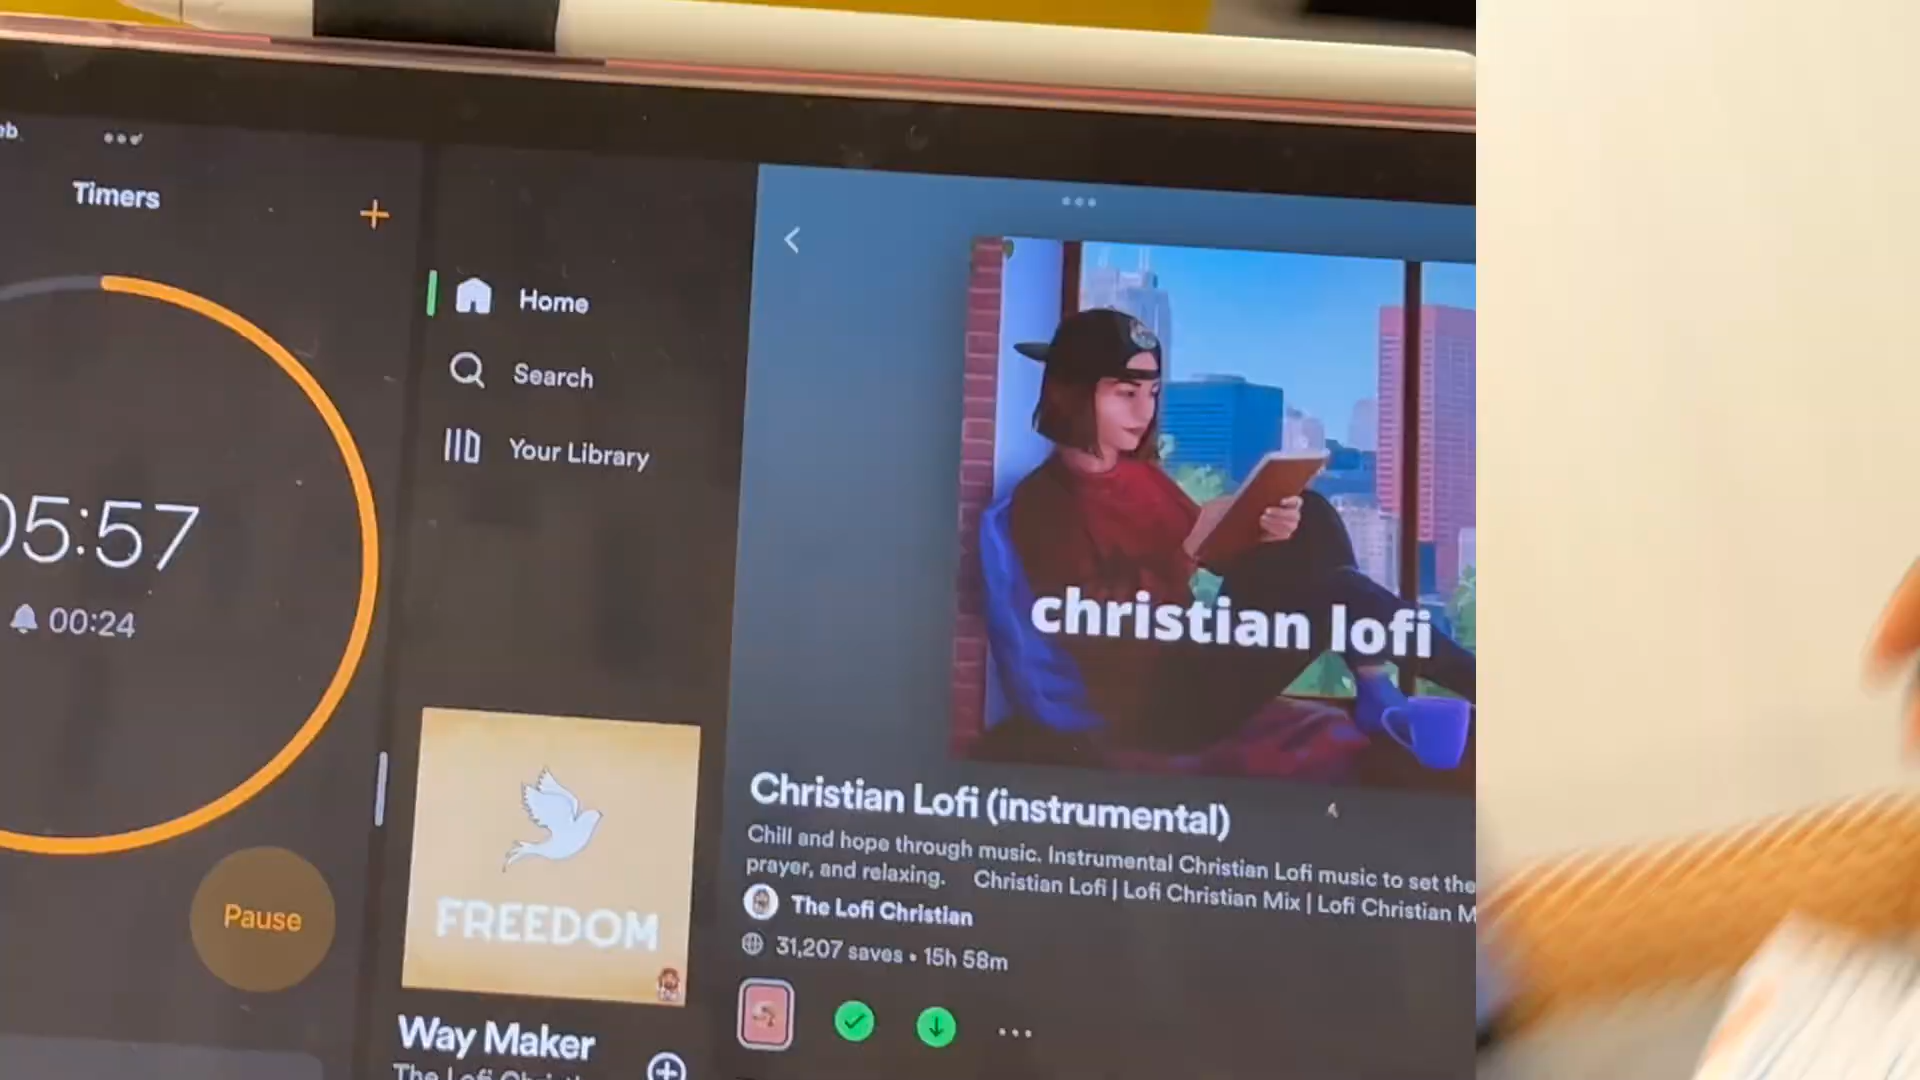 Timers
+
05:57
00:24
Pause
Home
Search
Your Library
FREEDOM
Way Maker
The Lofi
christian lofi
Christian Lofi (instrumental)
Chill and hope through music. Instrumental Christian Lofi music to set the
prayer, and relaxing. Christian Lofi | Lofi Christian Mix | Lofi Christian M
The Lofi Christian
31,207 saves • 15h 58m